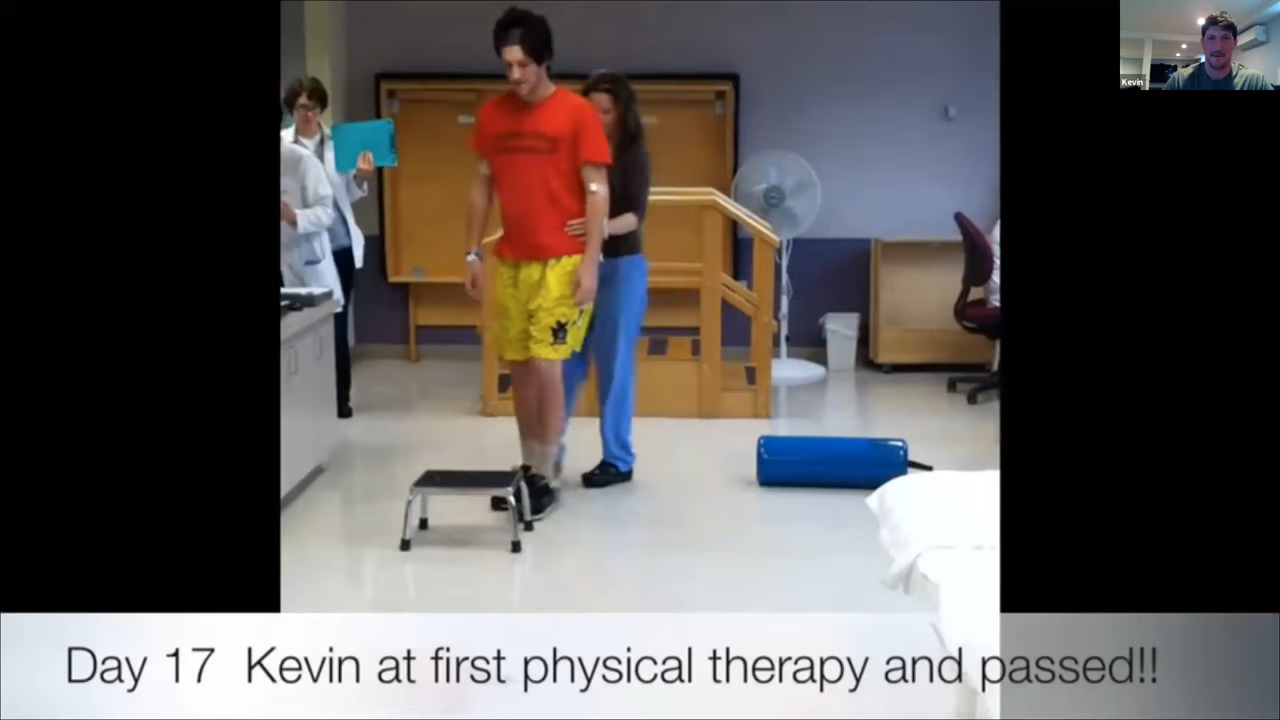 Kevin
Day 17 Kevin at first physical therapy and passed!!